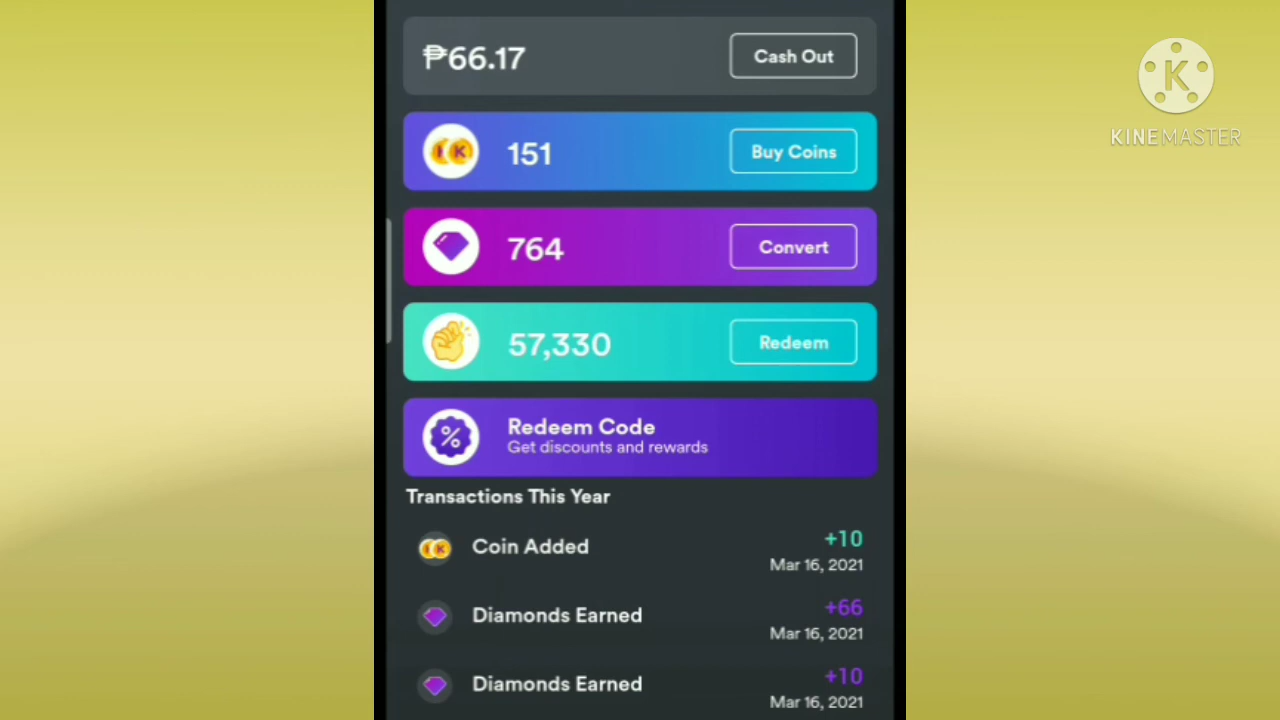 ₱66.17
Cash Out
K
KINEMASTER
151
Buy Coins
764
Convert
57,330
Redeem
Redeem Code
Get discounts and rewards
Transactions This Year
Coin Added
+10
Mar 16, 2021
Diamonds Earned
+66
Mar 16, 2021
Diamonds Earned
+10
Mar 16, 2021